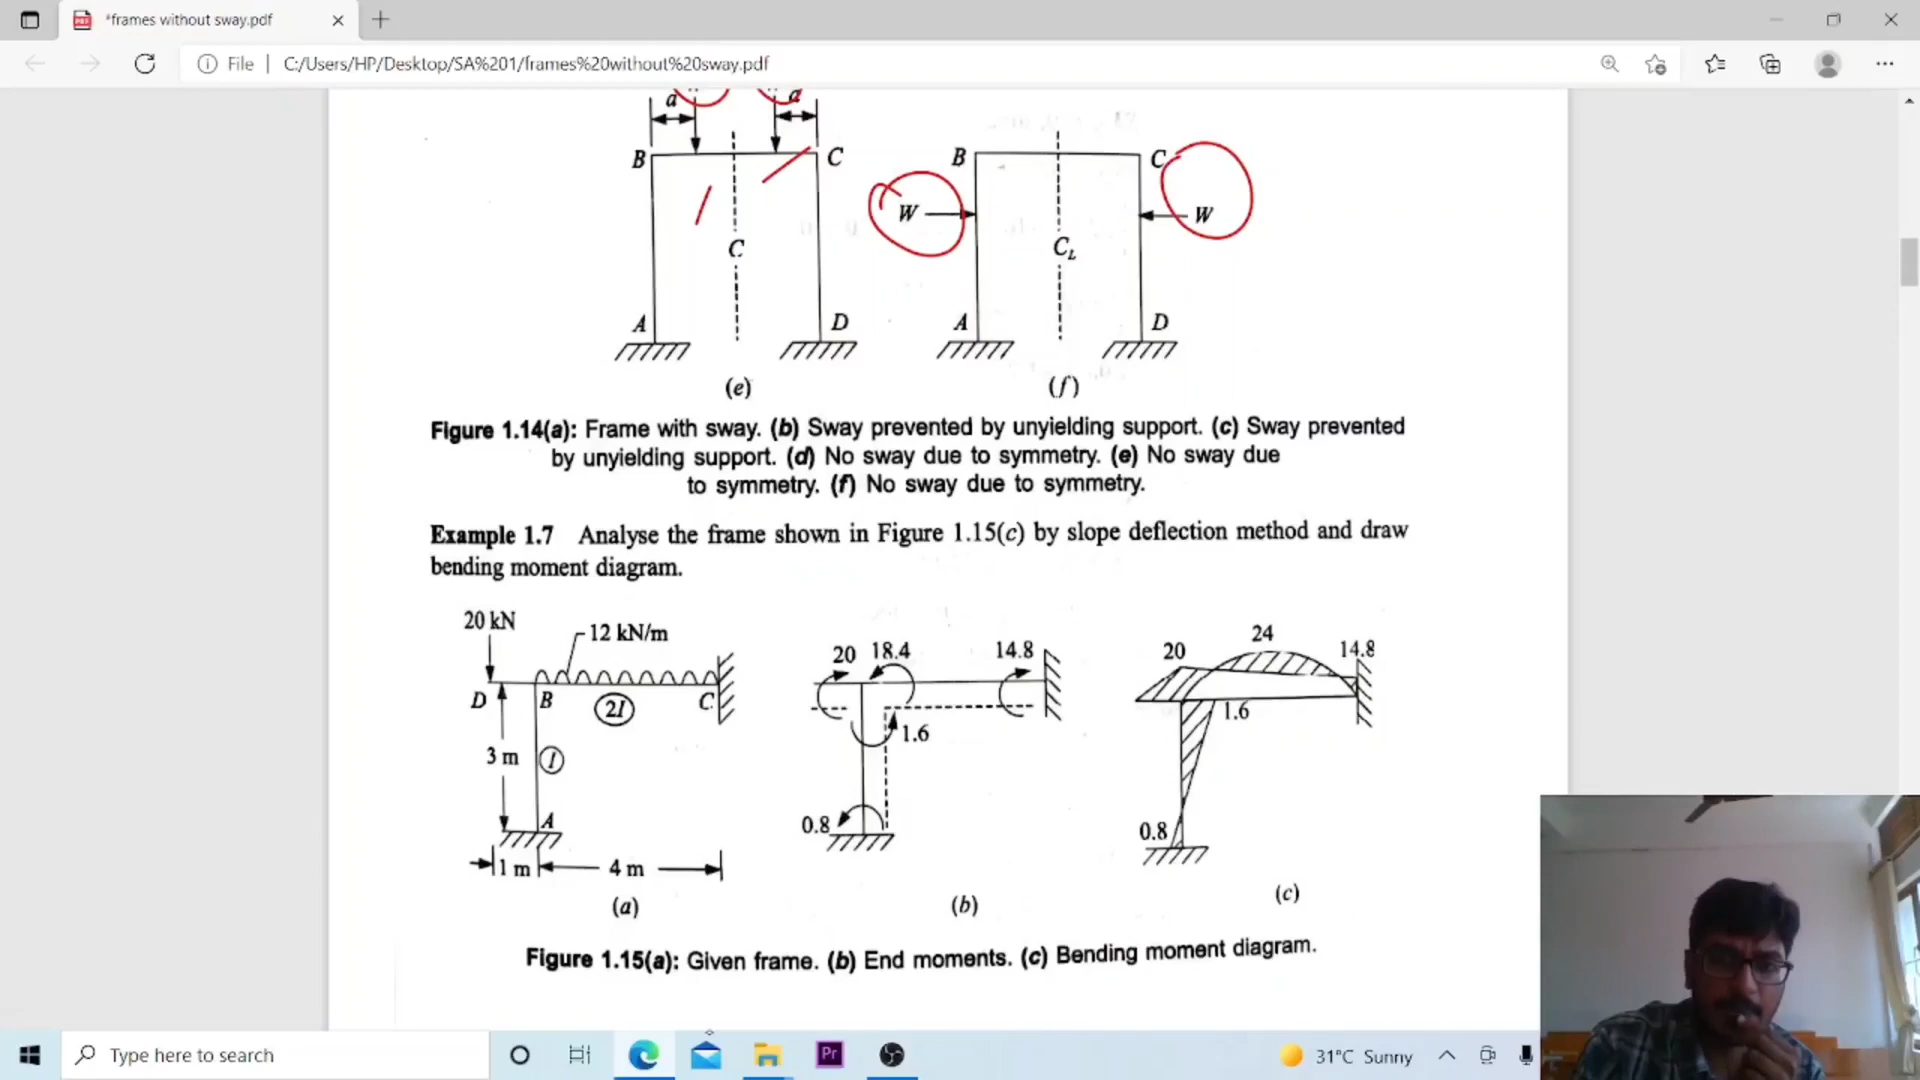 *frames without sway.pdf
File | C:/Users/HP/Desktop/SA%201/frames%20without%20sway.pdf
a a
B C B C
W W
C C_L
A D A D
(e) (f)
Figure 1.14(a): Frame with sway. (b) Sway prevented by unyielding support. (c) Sway prevented
by unyielding support. (d) No sway due to symmetry. (e) No sway due
to symmetry. (f) No sway due to symmetry.
Example 1.7 Analyse the frame shown in Figure 1.15(c) by slope deflection method and draw
bending moment diagram.
20 kN
12 kN/m
D B 2I C
3 m I
A
1 m 4 m
(a)
20 18.4 14.8
1.6
0.8
(b)
24
20 14.8
1.6
0.8
(c)
Figure 1.15(a): Given frame. (b) End moments. (c) Bending moment diagram.
Type here to search
Pr
31°C Sunny